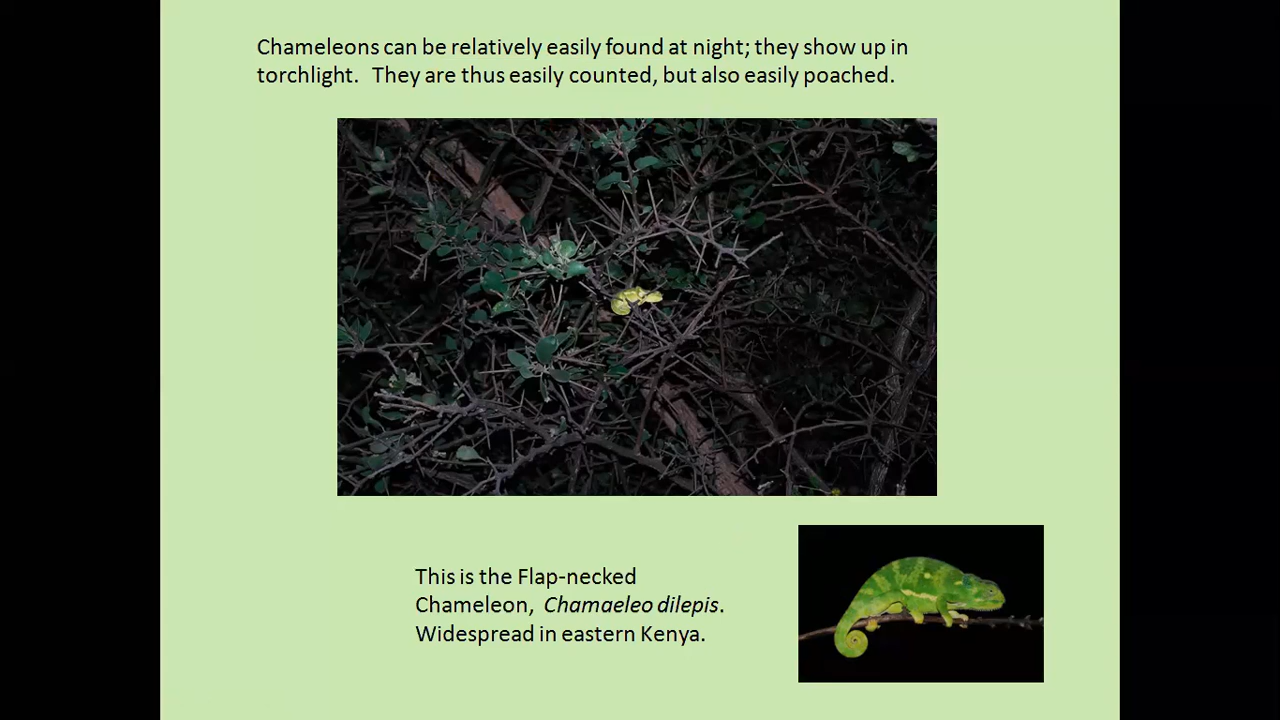 Chameleons can be relatively easily found at night; they show up in
torchlight. They are thus easily counted, but also easily poached.
This is the Flap-necked
Chameleon, Chamaeleo dilepis.
Widespread in eastern Kenya.